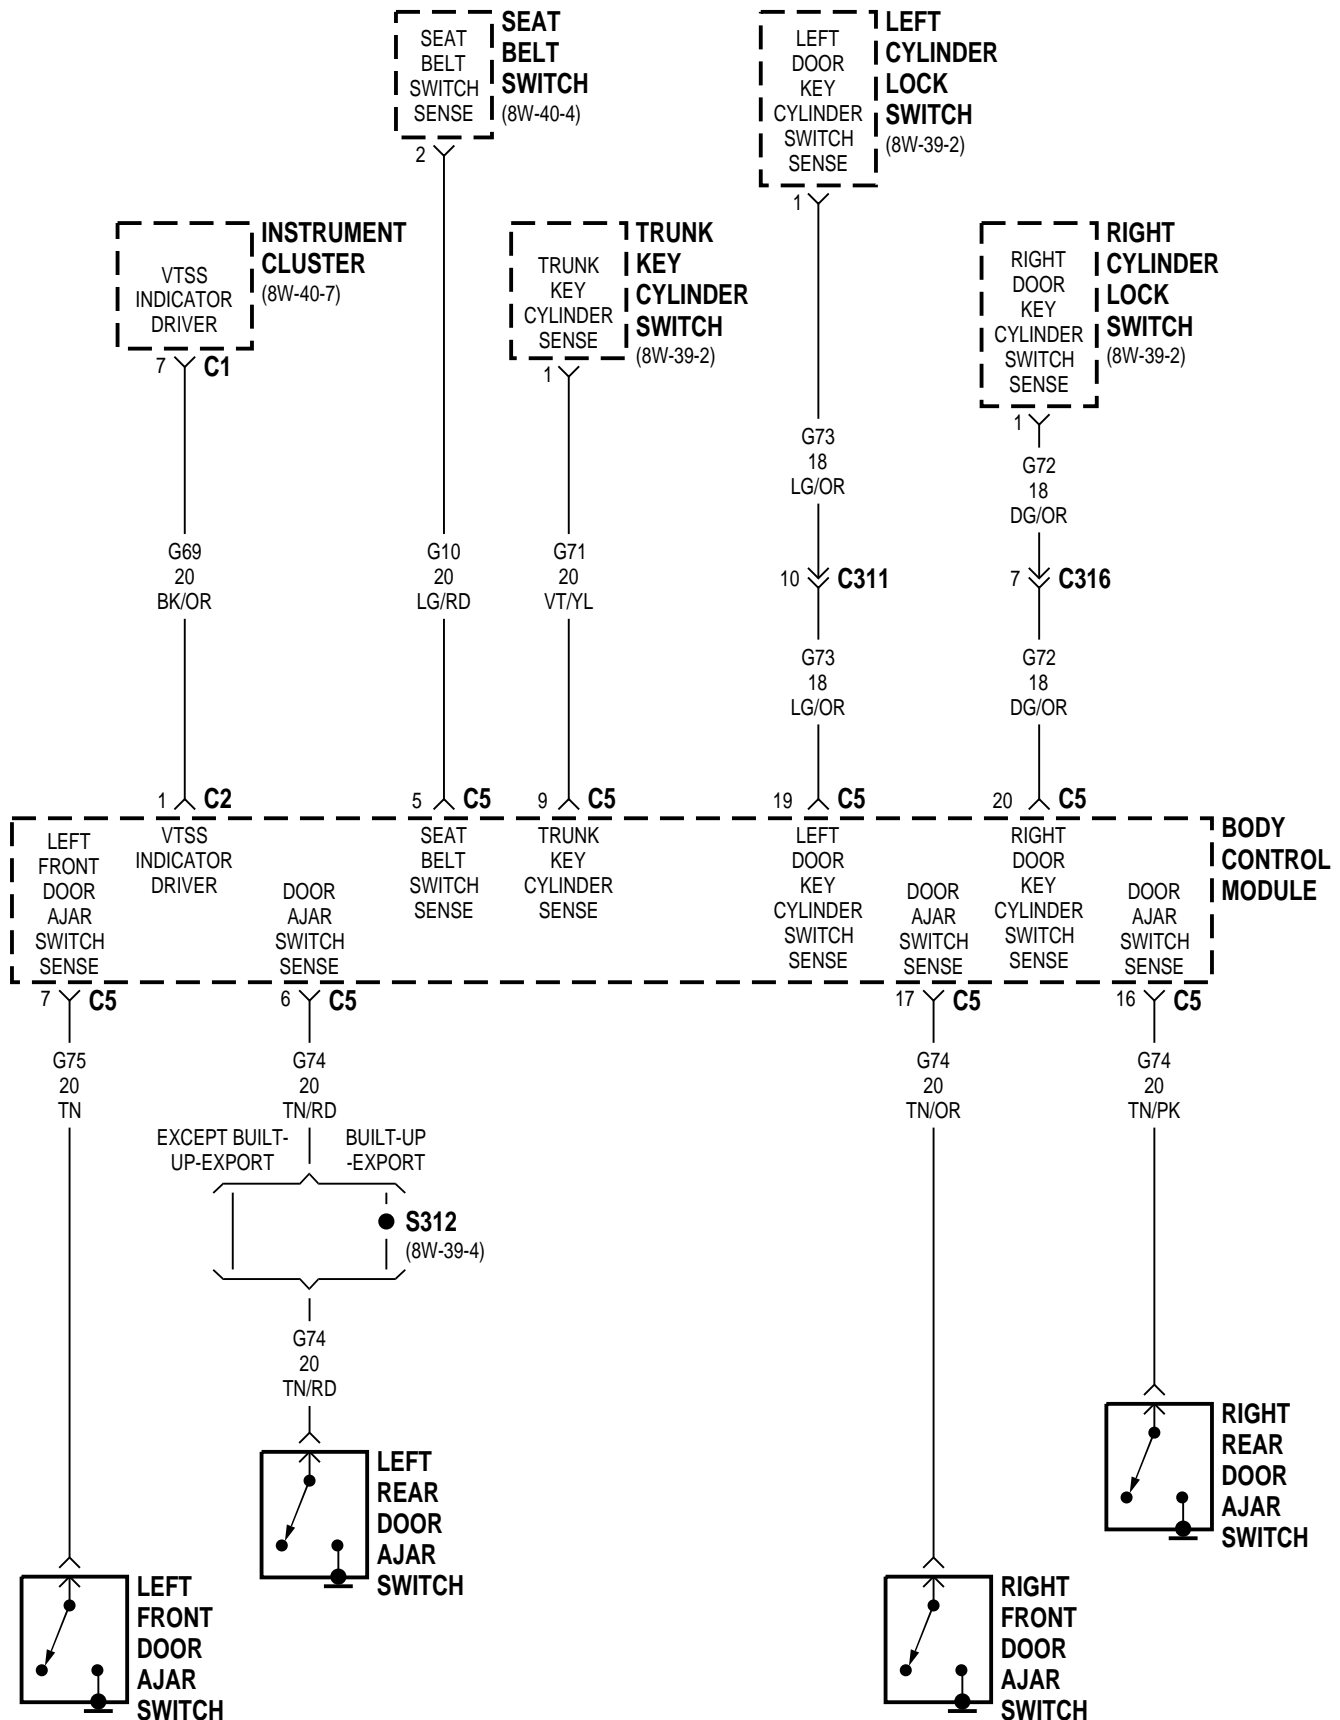 SEAT
BELT
SWITCH
SENSE
SEAT
BELT
SWITCH
(8W-40-4)
2
LEFT
DOOR
KEY
CYLINDER
SWITCH
SENSE
LEFT
CYLINDER
LOCK
SWITCH
(8W-39-2)
1
VTSS
INDICATOR
DRIVER
INSTRUMENT
CLUSTER
(8W-40-7)
7 C1
TRUNK
KEY
CYLINDER
SENSE
TRUNK
KEY
CYLINDER
SWITCH
(8W-39-2)
1
RIGHT
DOOR
KEY
CYLINDER
SWITCH
SENSE
RIGHT
CYLINDER
LOCK
SWITCH
(8W-39-2)
1
G69
20
BK/OR
G10
20
LG/RD
G71
20
VT/YL
G73
18
LG/OR
G72
18
DG/OR
10 C311
7 C316
G73
18
LG/OR
G72
18
DG/OR
1 C2
5 C5
9 C5
19 C5
20 C5
LEFT
FRONT
DOOR
AJAR
SWITCH
SENSE
VTSS
INDICATOR
DRIVER
DOOR
AJAR
SWITCH
SENSE
SEAT
BELT
SWITCH
SENSE
TRUNK
KEY
CYLINDER
SENSE
LEFT
DOOR
KEY
CYLINDER
SWITCH
SENSE
DOOR
AJAR
SWITCH
SENSE
RIGHT
DOOR
KEY
CYLINDER
SWITCH
SENSE
DOOR
AJAR
SWITCH
SENSE
BODY
CONTROL
MODULE
7 C5
6 C5
17 C5
16 C5
G75
20
TN
G74
20
TN/RD
G74
20
TN/OR
G74
20
TN/PK
EXCEPT BUILT-
UP-EXPORT
BUILT-UP
-EXPORT
S312
(8W-39-4)
G74
20
TN/RD
LEFT
REAR
DOOR
AJAR
SWITCH
RIGHT
REAR
DOOR
AJAR
SWITCH
LEFT
FRONT
DOOR
AJAR
SWITCH
RIGHT
FRONT
DOOR
AJAR
SWITCH